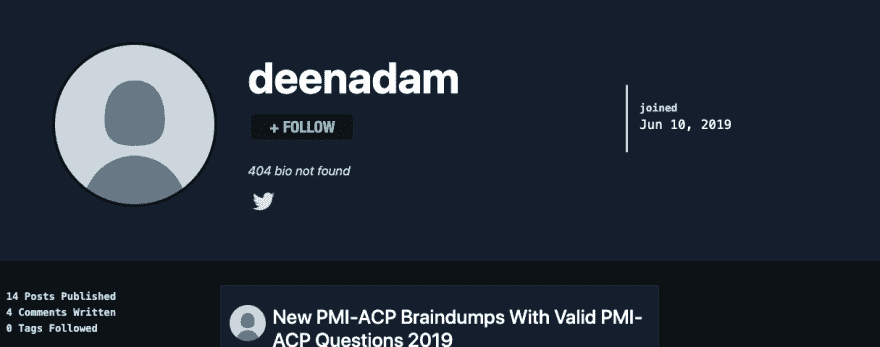 deenadam
+ FOLLOW
404 bio not found
joined
Jun 10, 2019
14 Posts Published
4 Comments Written
0 Tags Followed
New PMI-ACP Braindumps With Valid PMI-
ACP Questions 2019